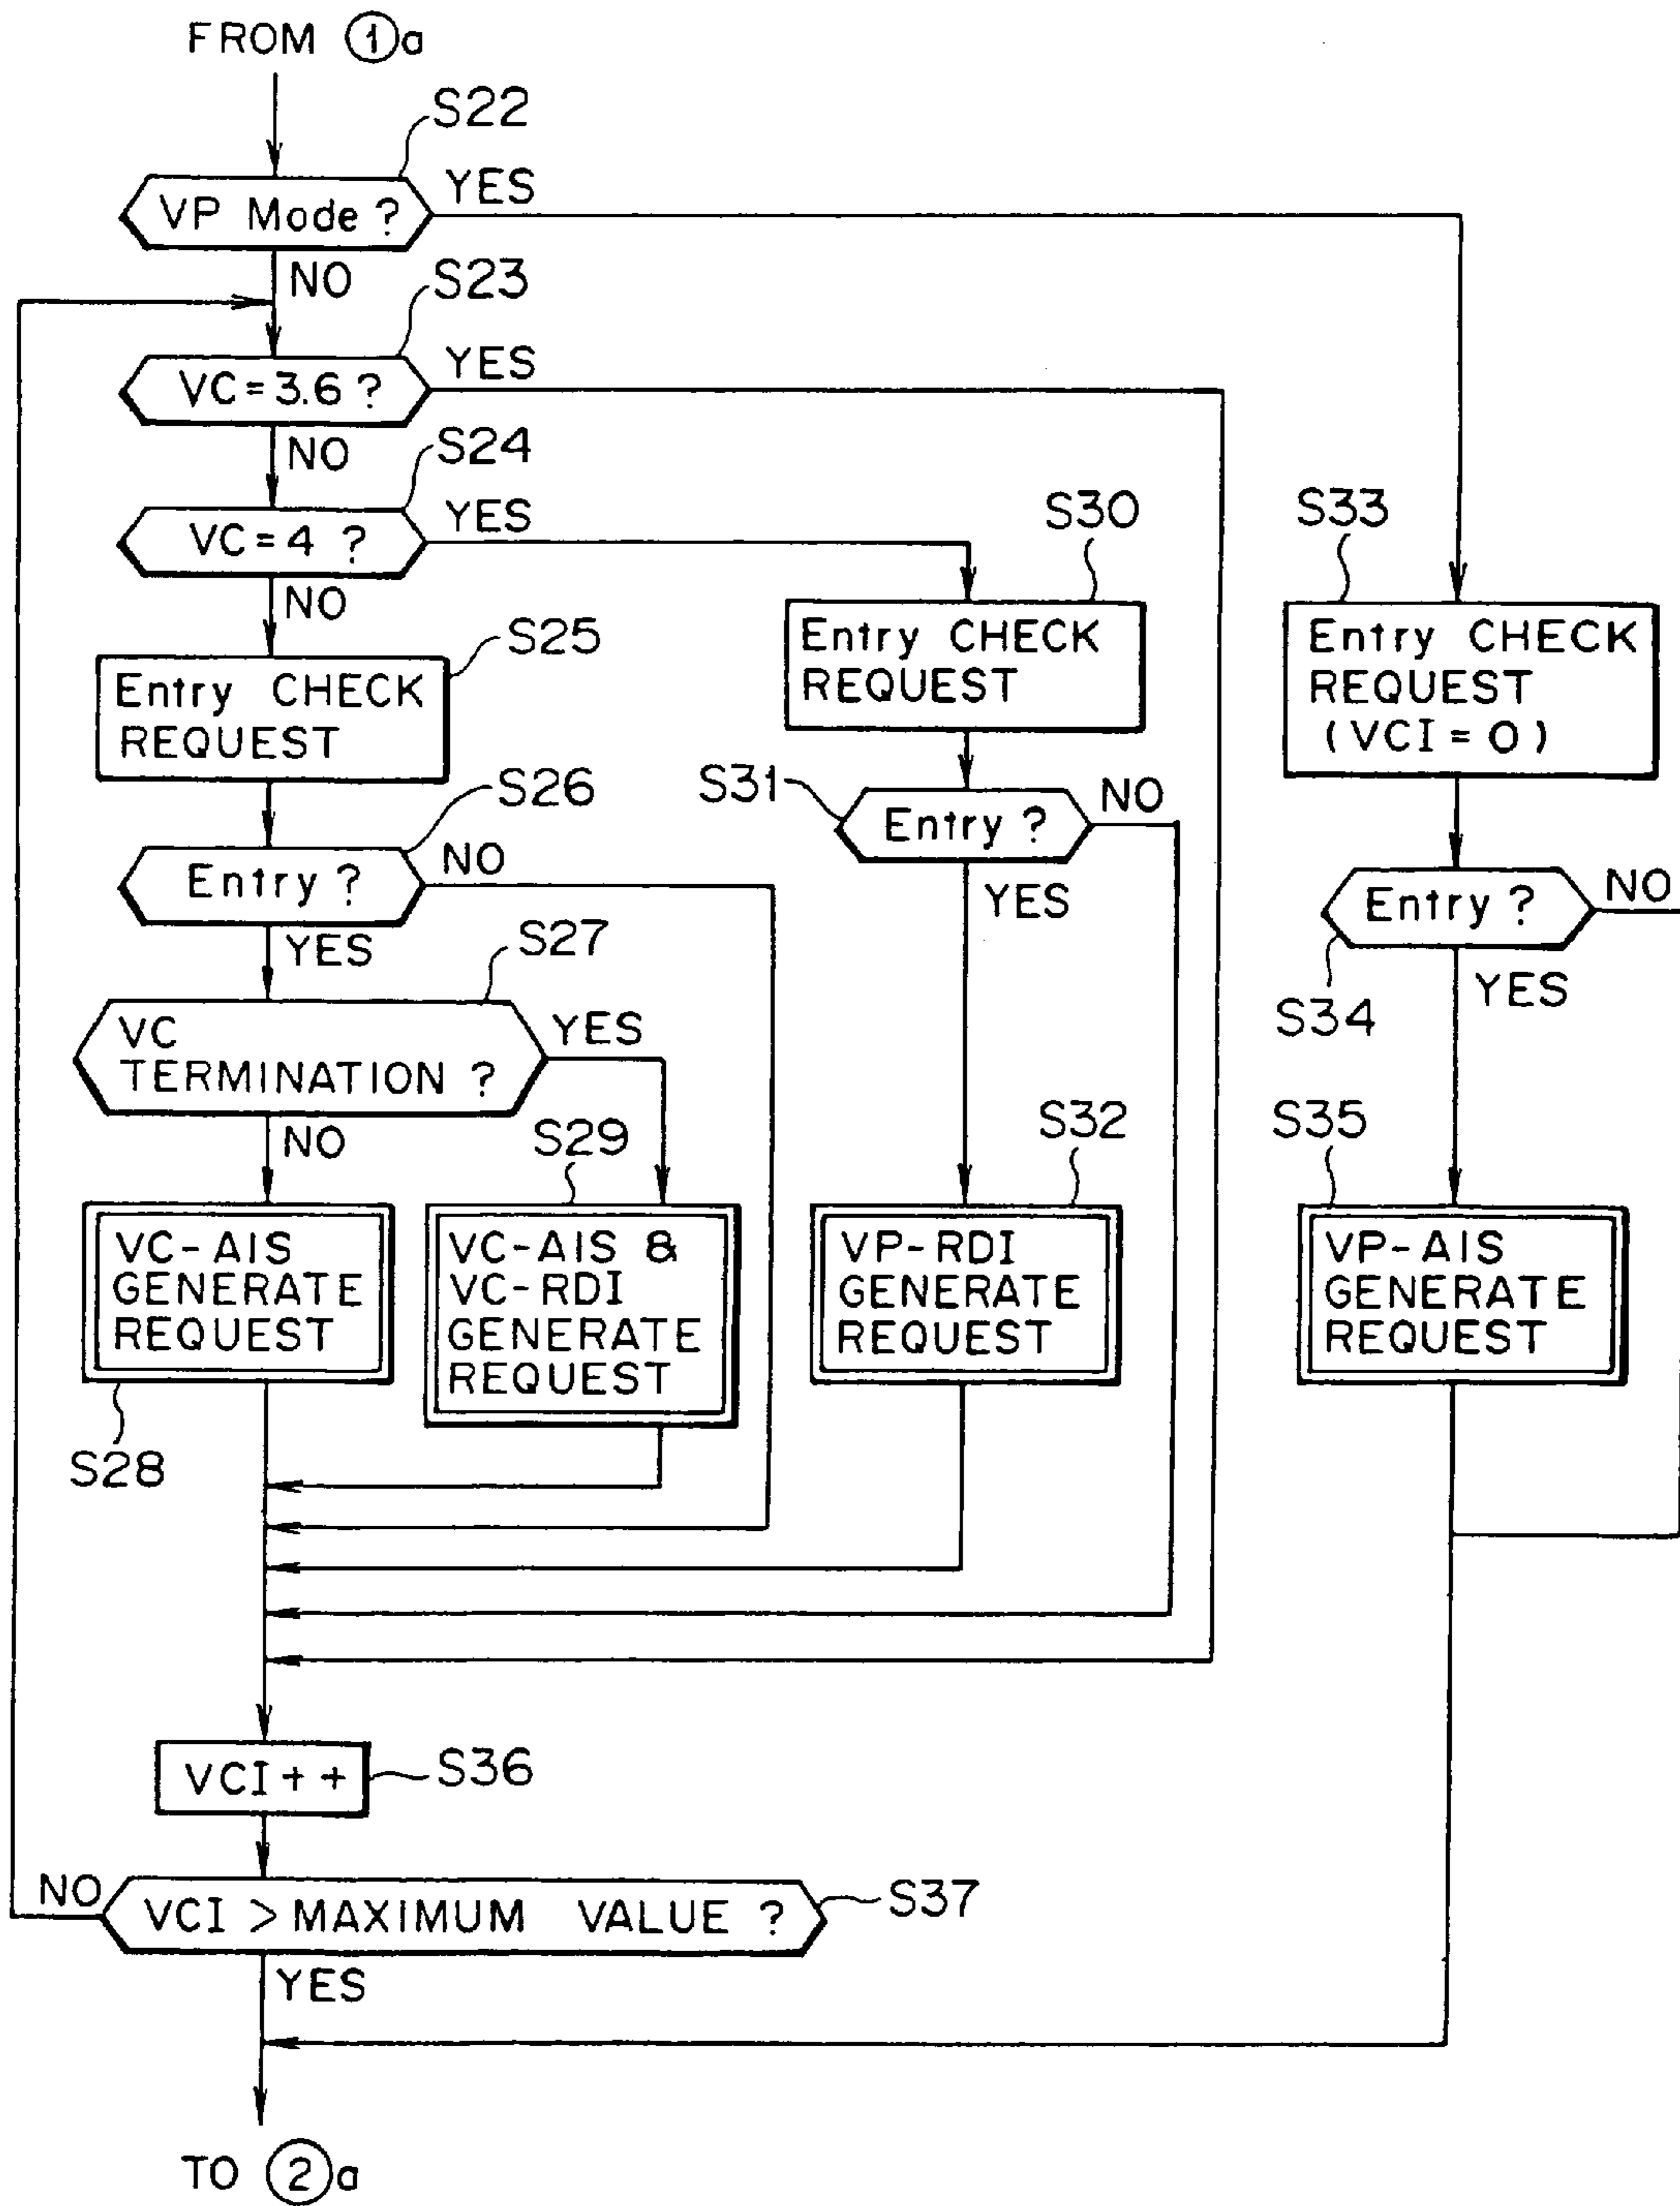 FROM ①a
S22
VP Mode ?
YES
NO
S23
VC=3.6 ?
YES
NO
S24
VC=4 ?
YES
NO
S25
Entry CHECK
REQUEST
S26
Entry ?
NO
YES
S27
VC
TERMINATION ?
YES
NO
S28
VC-AIS
GENERATE
REQUEST
S29
VC-AIS &
VC-RDI
GENERATE
REQUEST
S30
Entry CHECK
REQUEST
S31
Entry ?
NO
YES
S32
VP-RDI
GENERATE
REQUEST
S33
Entry CHECK
REQUEST
(VCI=0)
S34
Entry ?
NO
YES
S35
VP-AIS
GENERATE
REQUEST
VCI++
S36
VCI > MAXIMUM VALUE ?
S37
NO
YES
TO ②a